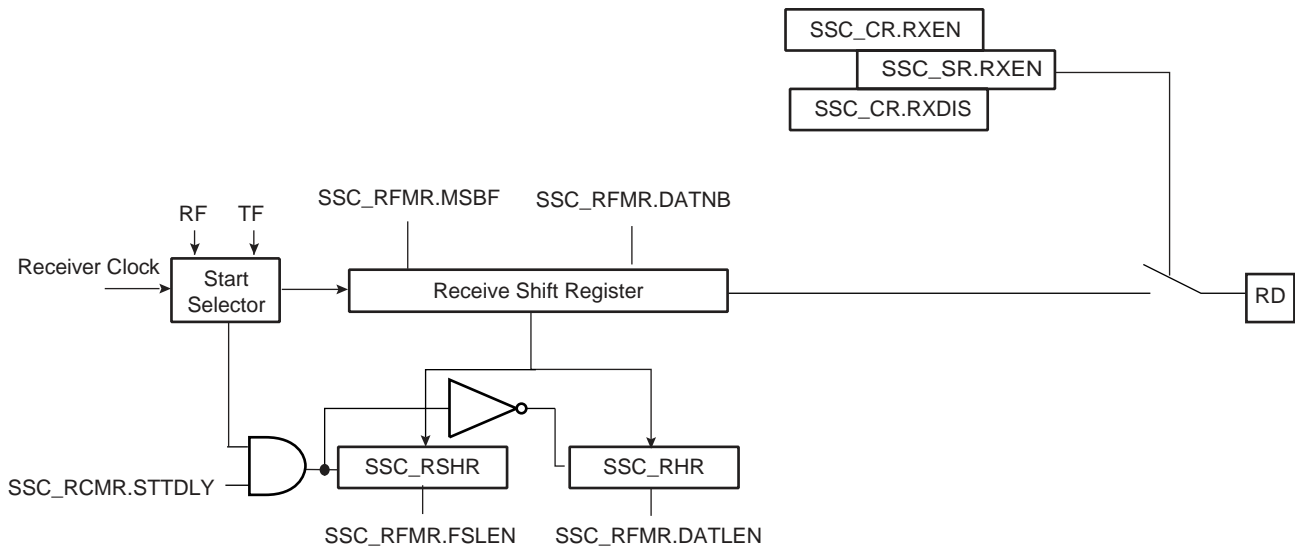 SSC_CR.RXEN
SSC_SR.RXEN
SSC_CR.RXDIS
SSC_RFMR.MSBF
SSC_RFMR.DATNB
RF
TF
Receiver Clock
Start
Selector
Receive Shift Register
RD
SSC_RSHR
SSC_RHR
SSC_RCMR.STTDLY
SSC_RFMR.FSLEN
SSC_RFMR.DATLEN